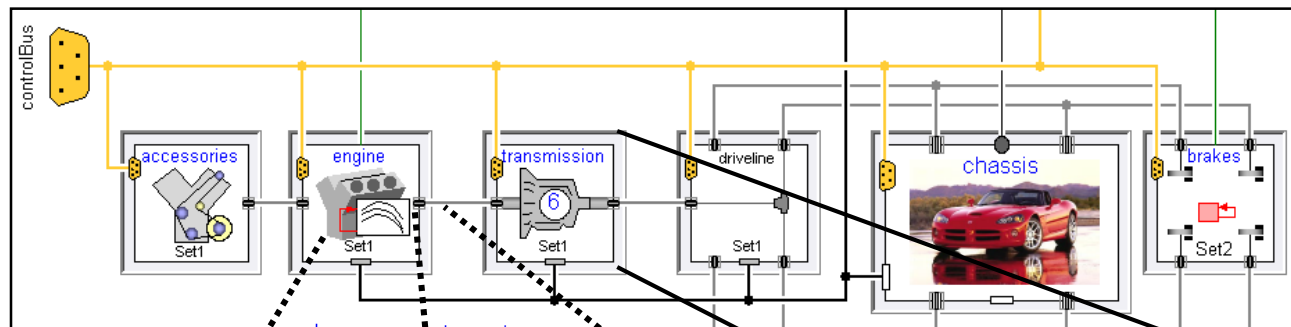 controlBus
accessories
Set1
engine
Set1
transmission
6
Set1
driveline
Set1
chassis
brakes
Set2